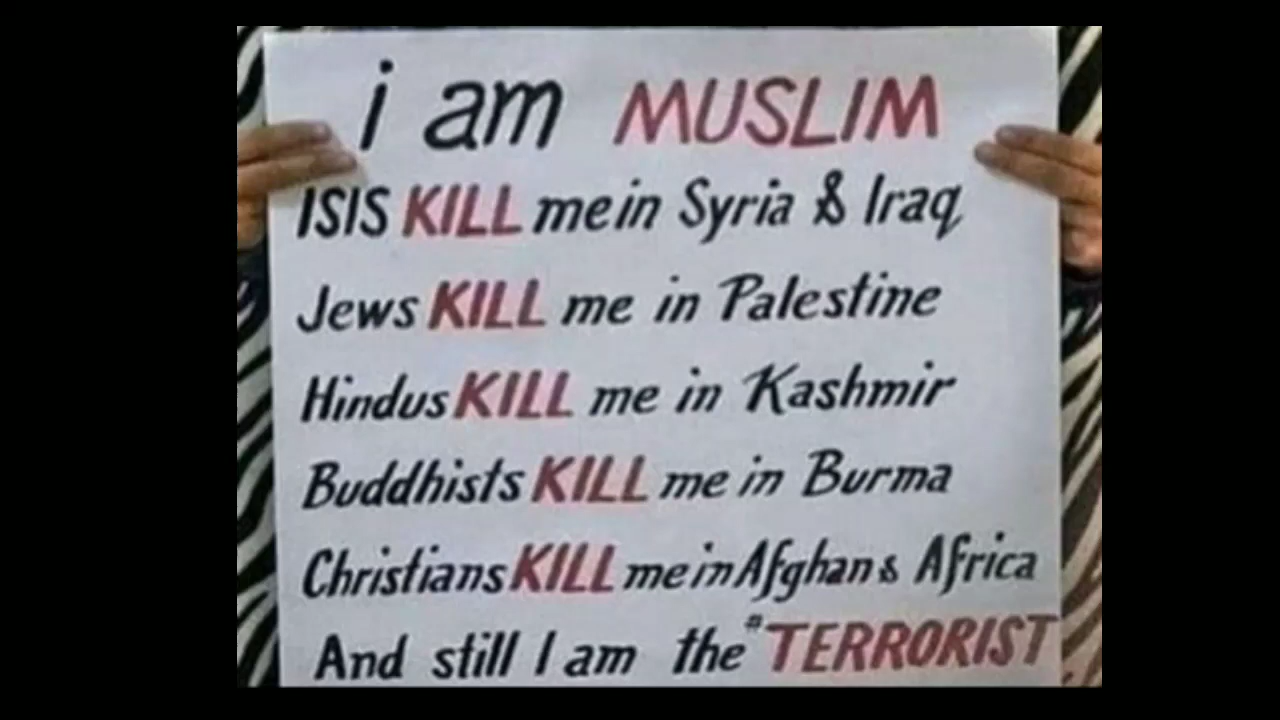 i am MUSLIM
ISIS KILL me in Syria & Iraq
Jews KILL me in Palestine
Hindus KILL me in Kashmir
Buddhists KILL me in Burma
Christians KILL me in Afghan & Africa
And still I am the "TERRORIST